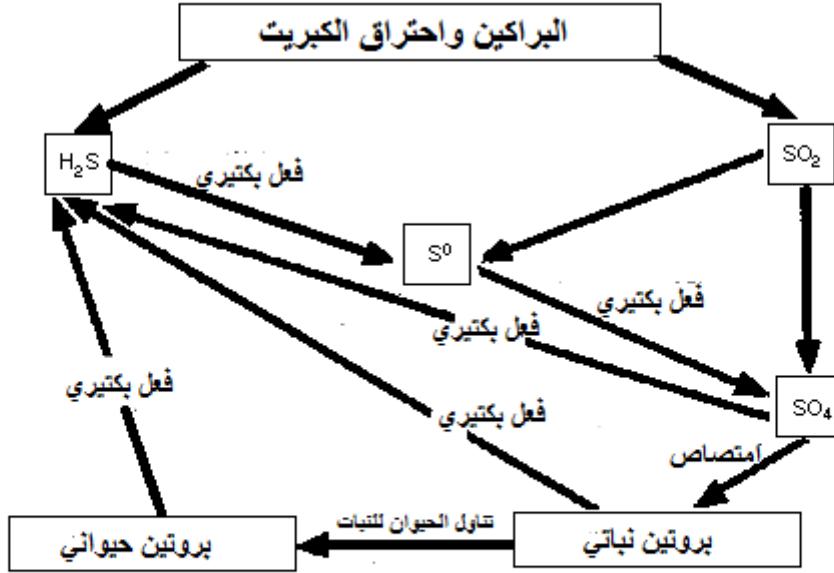 البراكين واحتراق الكبريت
H₂S
SO₂
فعل بكتيري
S⁰
فعل بكتيري
فعل بكتيري
فعل بكتيري
فعل بكتيري
SO₄
امتصاص
تناول الحيوان للنبات
بروتين حيواني
بروتين نباتي